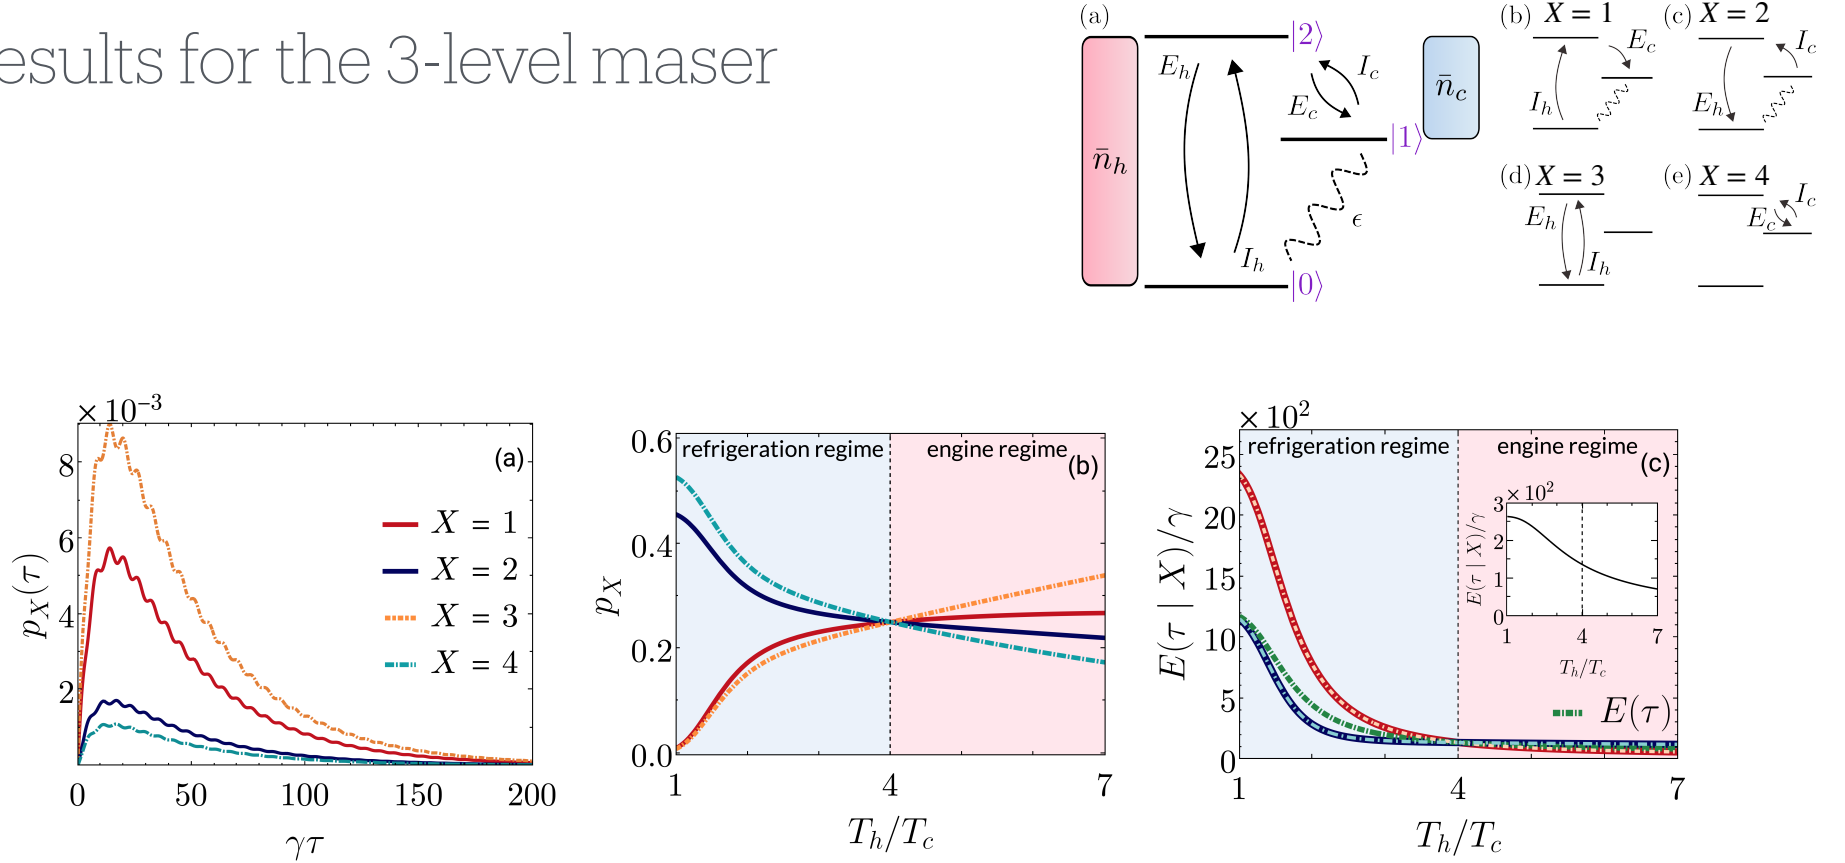 esults for the 3-level maser
(a)
|2⟩
E_h
I_c
E_c
n̄_h
n̄_c
|1⟩
ϵ
I_h
|0⟩
(b) X = 1
E_c
I_h
(c) X = 2
I_c
E_h
(d) X = 3
E_h
I_h
(e) X = 4
I_c
E_c
× 10⁻³
(a)
8
6
4
2
p_X(τ)
X = 1
X = 2
X = 3
X = 4
0 50 100 150 200
γτ
refrigeration regime engine regime
(b)
0.6
0.4
0.2
0.0
p_X
1 4 7
T_h/T_c
× 10²
refrigeration regime engine regime
(c)
25
20
15
10
5
0
E(τ | X)/γ
3 × 10²
2
1
0
E(τ | X)/γ
1 4 7
T_h/T_c
E(τ)
1 4 7
T_h/T_c